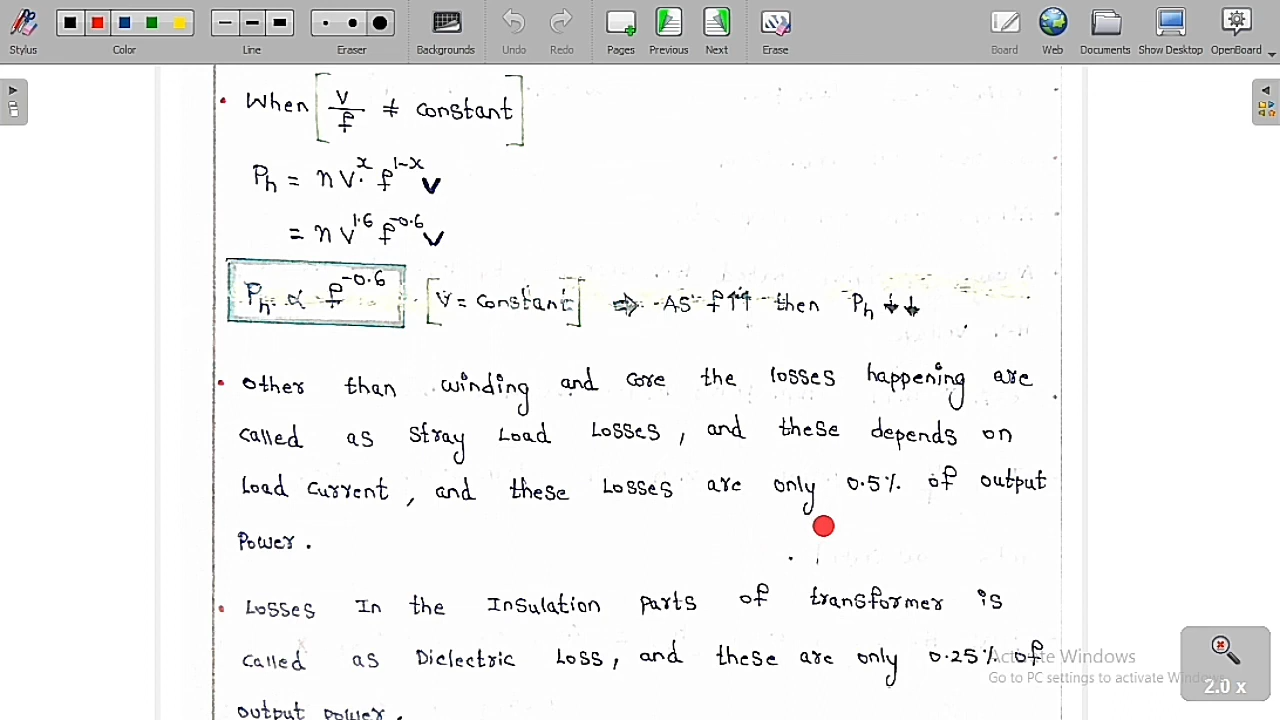 Stylus
Color
Line
Eraser
Backgrounds
Undo
Redo
Pages
Previous
Next
Erase
Board
Web
Documents
Show Desktop
OpenBoard
• When [V/f ≠ constant]
Ph = η V^x f^1-x v
= η V^1.6 f^-0.6 v
Ph ∝ f^-0.6 [V = constant] ⇒ As f↑↑ then Ph ↓↓
• Other than winding and core the losses happening are
called as stray Load Losses, and these depends on
Load current, and these Losses are only 0.5% of output
Power.
• Losses In the Insulation parts of transformer is
called as Dielectric Loss, and these are only 0.25% of
output power.
Activate Windows
Go to PC settings to activate Windows.
2.0 x